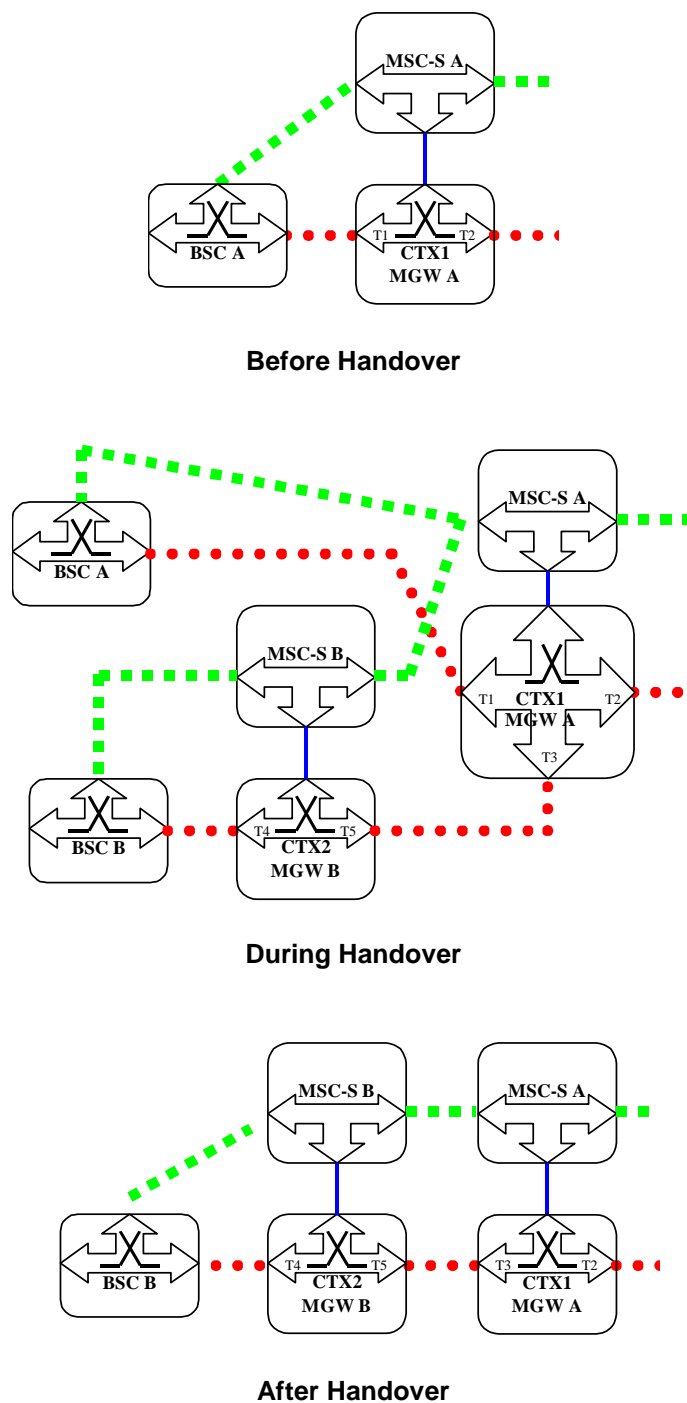 MSC-S A
BSC A
T1
T2
CTX1
MGW A
Before Handover
MSC-S A
BSC A
MSC-S B
T1
T2
CTX1
MGW A
T3
BSC B
T4
T5
CTX2
MGW B
During Handover
MSC-S B
MSC-S A
BSC B
T4
T5
CTX2
MGW B
T3
T2
CTX1
MGW A
After Handover